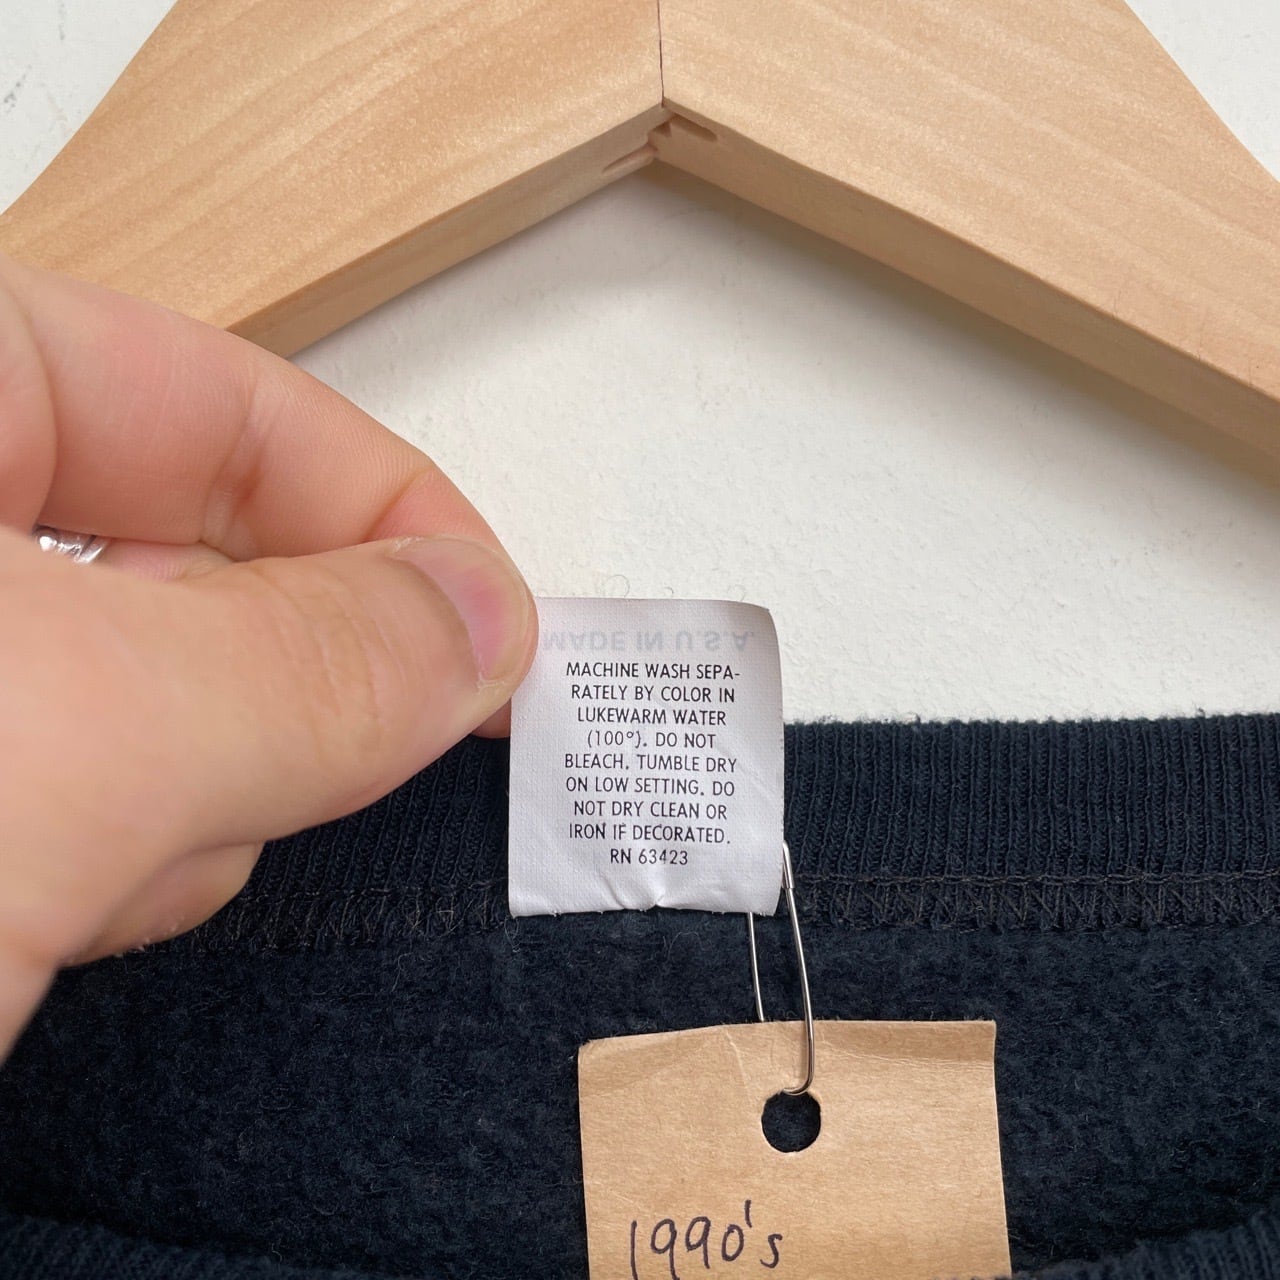 MADE IN U.S.A.
MACHINE WASH SEPA-
RATELY BY COLOR IN
LUKEWARM WATER
(100°). DO NOT
BLEACH. TUMBLE DRY
ON LOW SETTING. DO
NOT DRY CLEAN OR
IRON IF DECORATED.
RN 63423
1990's